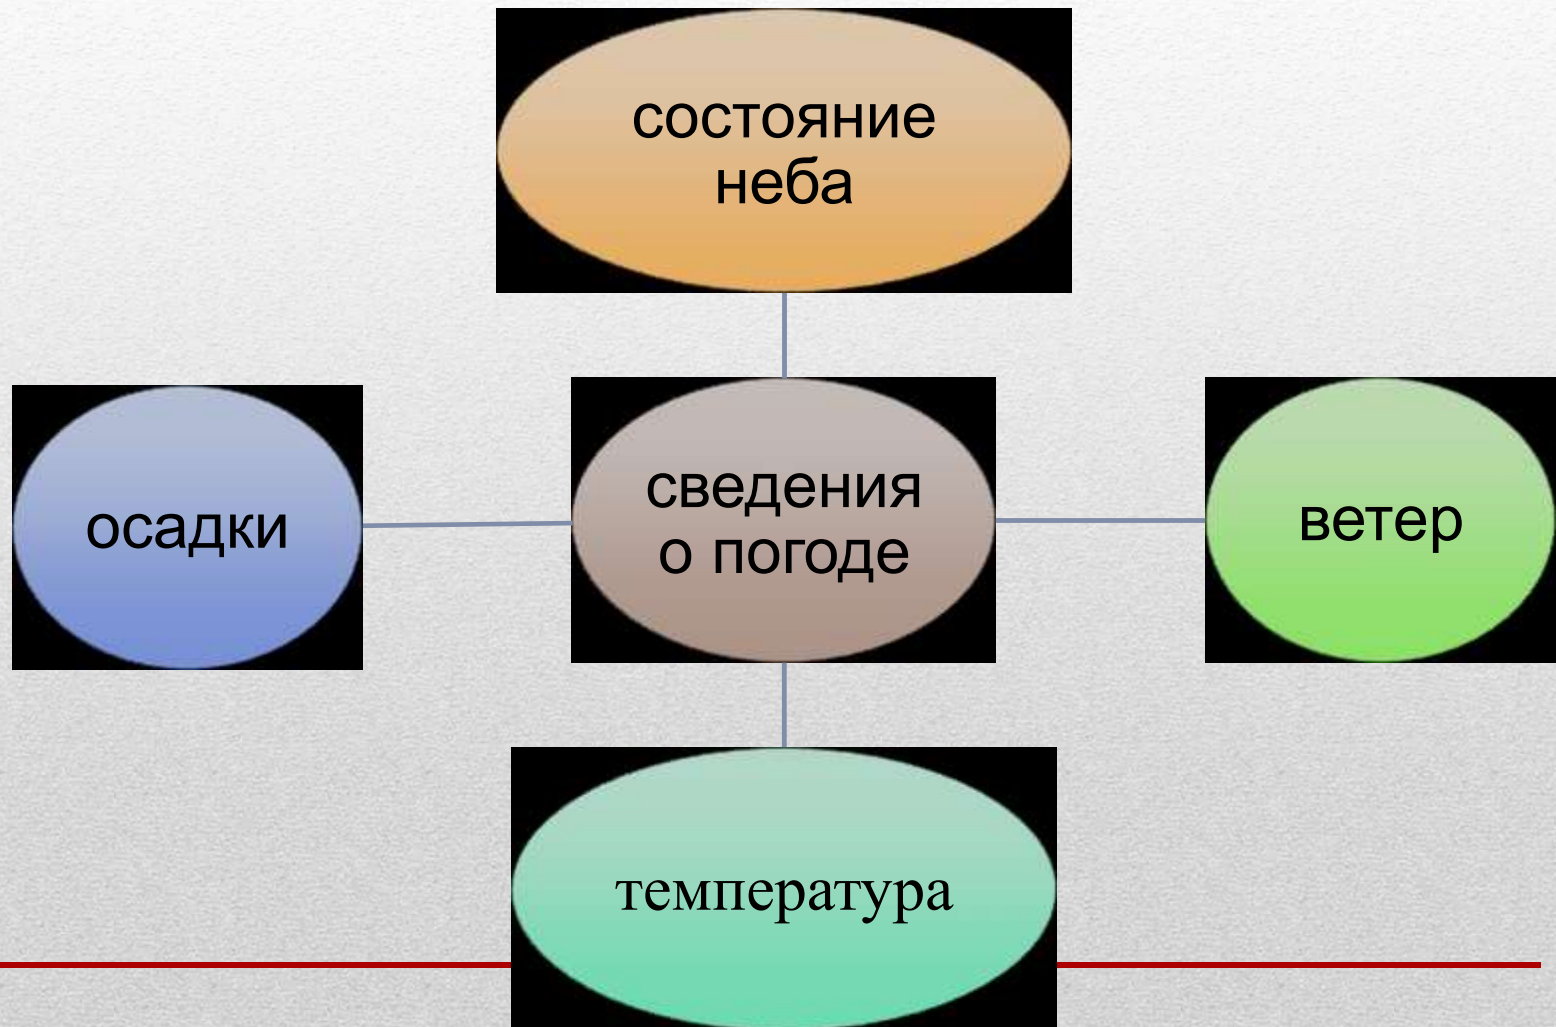 состояние
неба
осадки
сведения
о погоде
ветер
температура